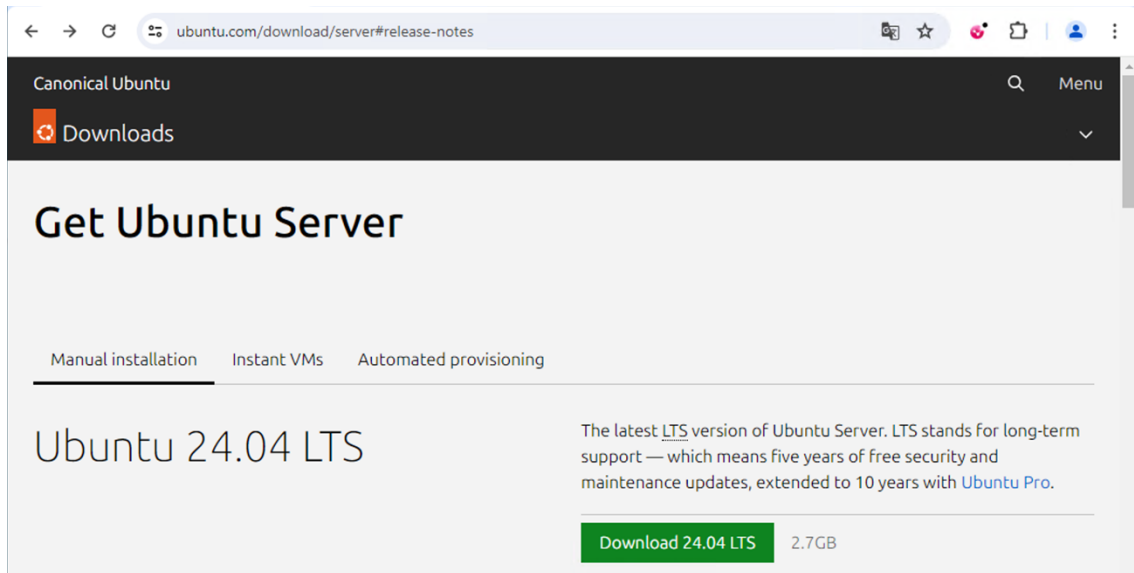 ubuntu.com/download/server#release-notes
Canonical Ubuntu
Menu
Downloads
Get Ubuntu Server
Manual installation Instant VMs Automated provisioning
Ubuntu 24.04 LTS
The latest LTS version of Ubuntu Server. LTS stands for long-term
support — which means five years of free security and
maintenance updates, extended to 10 years with Ubuntu Pro.
Download 24.04 LTS 2.7GB